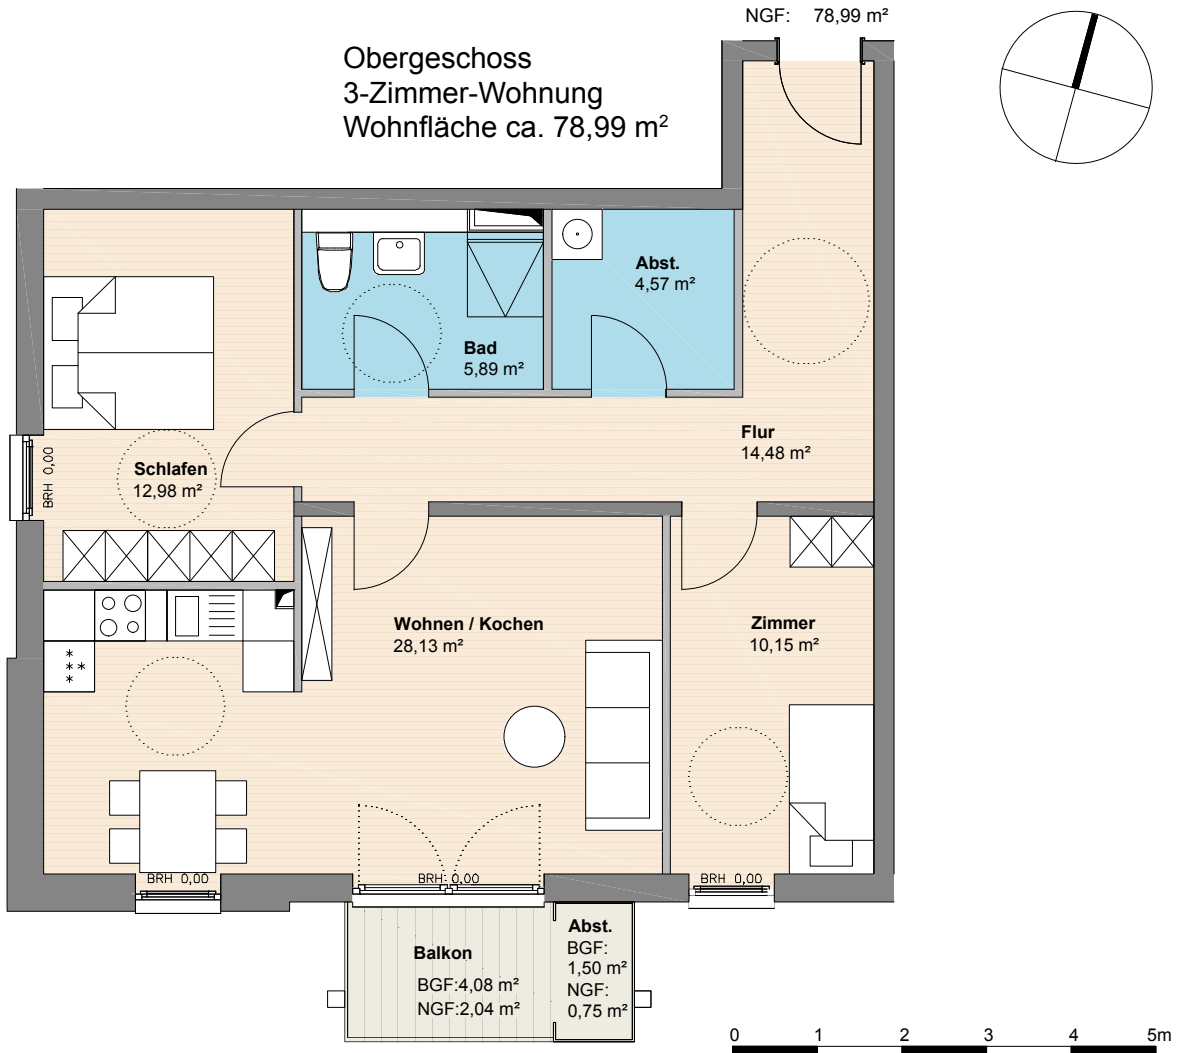 NGF: 78,99 m²
Obergeschoss
3-Zimmer-Wohnung
Wohnfläche ca. 78,99 m²
Abst.
4,57 m²
Bad
5,89 m²
Flur
14,48 m²
Schlafen
12,98 m²
BRH 0,00
Wohnen / Kochen
28,13 m²
Zimmer
10,15 m²
BRH 0,00
BRH 0,00
BRH 0,00
Balkon
BGF:4,08 m²
NGF:2,04 m²
Abst.
BGF:
1,50 m²
NGF:
0,75 m²
0 1 2 3 4 5m